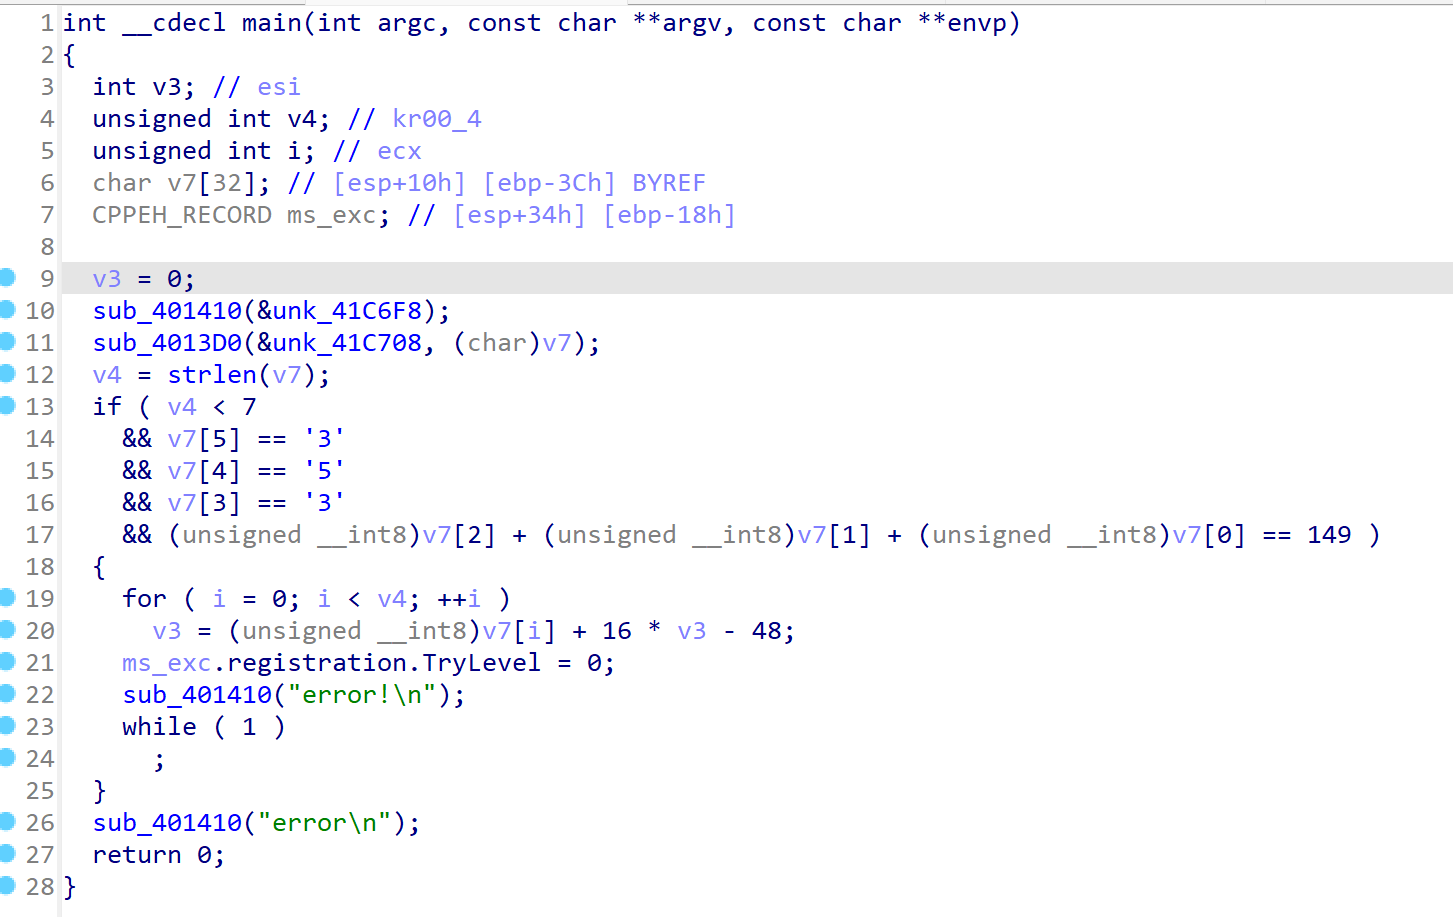 1 int __cdecl main(int argc, const char **argv, const char **envp)
2 {
3   int v3; // esi
4   unsigned int v4; // kr00_4
5   unsigned int i; // ecx
6   char v7[32]; // [esp+10h] [ebp-3Ch] BYREF
7   CPPEH_RECORD ms_exc; // [esp+34h] [ebp-18h]
8
9   v3 = 0;
10   sub_401410(&unk_41C6F8);
11   sub_4013D0(&unk_41C708, (char)v7);
12   v4 = strlen(v7);
13   if ( v4 < 7
14     && v7[5] == '3'
15     && v7[4] == '5'
16     && v7[3] == '3'
17     && (unsigned __int8)v7[2] + (unsigned __int8)v7[1] + (unsigned __int8)v7[0] == 149 )
18   {
19     for ( i = 0; i < v4; ++i )
20       v3 = (unsigned __int8)v7[i] + 16 * v3 - 48;
21     ms_exc.registration.TryLevel = 0;
22     sub_401410("error!\n");
23     while ( 1 )
24       ;
25   }
26   sub_401410("error\n");
27   return 0;
28 }